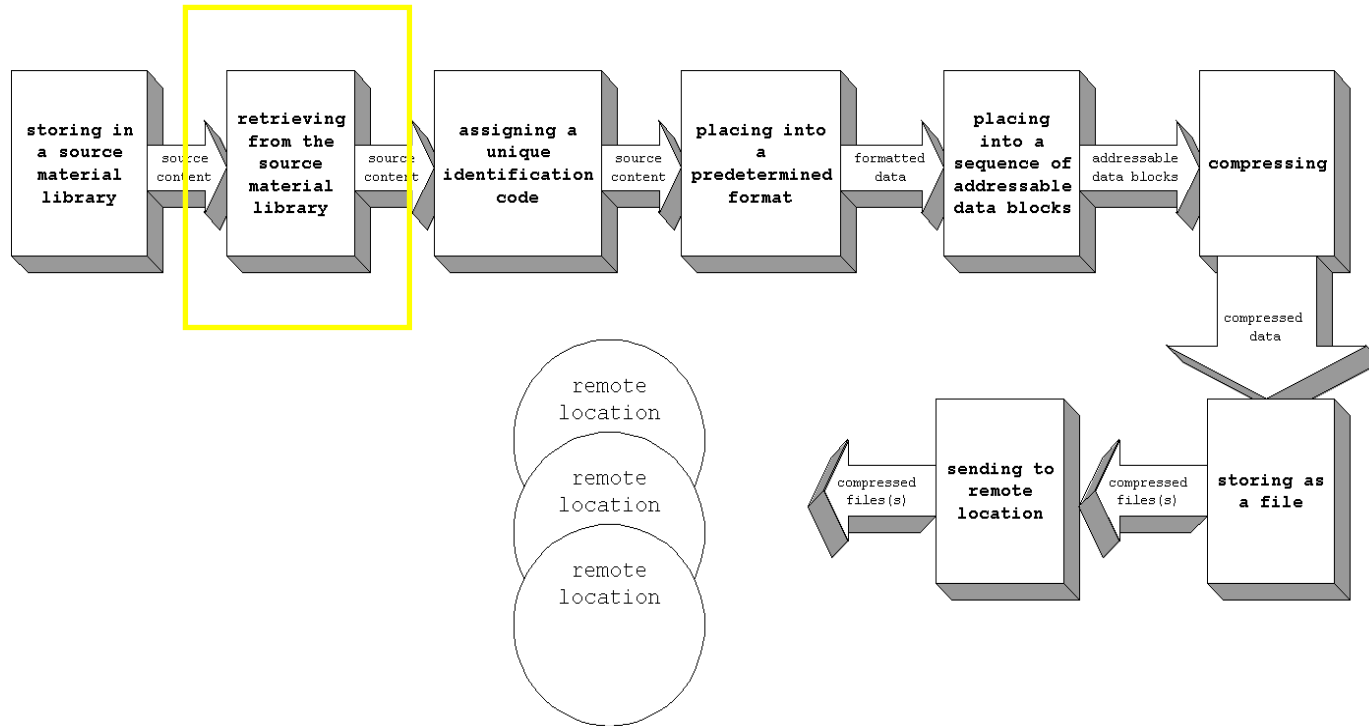 storing in
a source
material
library
source
content
retrieving
from the
source
material
library
source
content
assigning a
unique
identification
code
source
content
placing into
a
predetermined
format
formatted
data
placing
into a
sequence of
addressable
data blocks
addressable
data blocks
compressing
compressed
data
storing as
a file
compressed
files(s)
sending to
remote
location
compressed
files(s)
remote
location
remote
location
remote
location